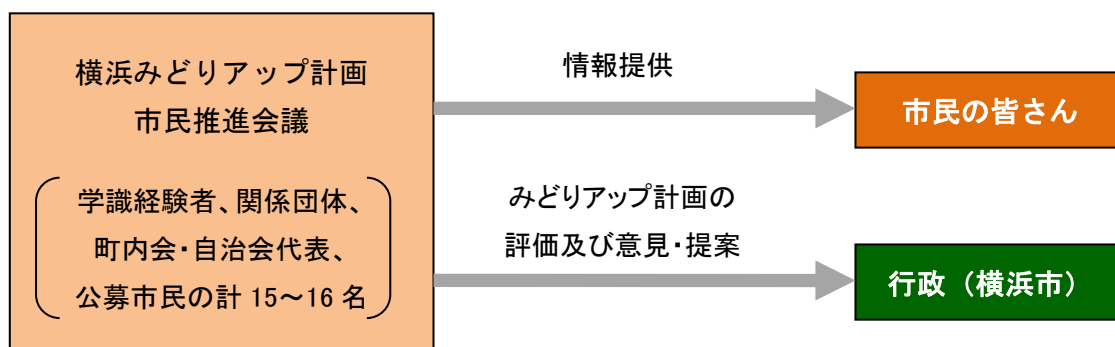 横浜みどりアップ計画
市民推進会議
学識経験者、関係団体、
町内会・自治会代表、
公募市民の計 15～16 名
情報提供
市民の皆さん
みどりアップ計画の
評価及び意見・提案
行政（横浜市）